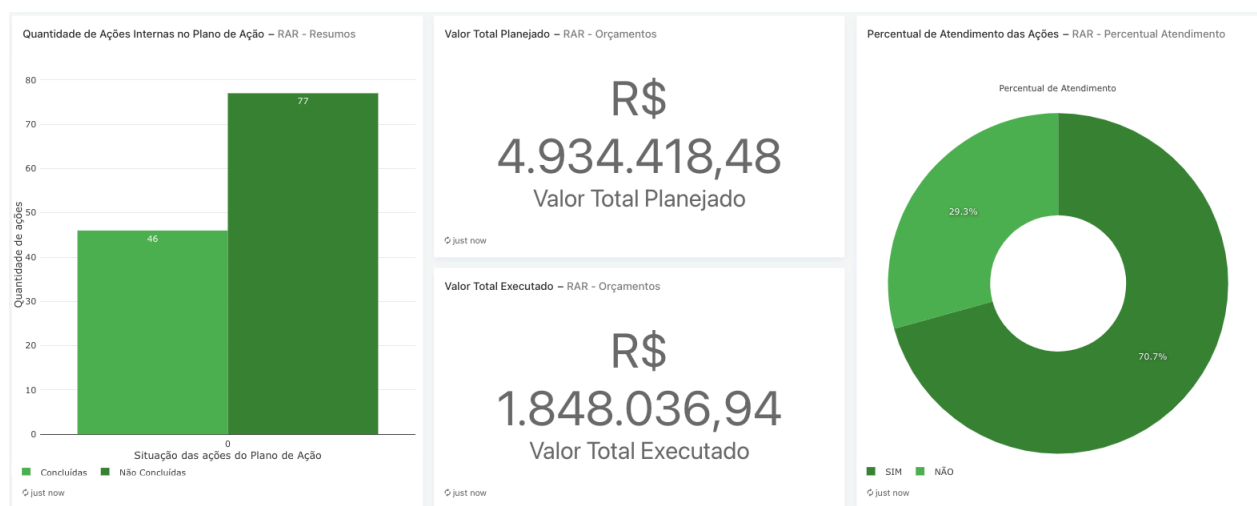 Quantidade de Ações Internas no Plano de Ação – RAR - Resumos
80
70
60
50
40
30
20
10
0
Quantidade de ações
46
77
0
Situação das ações do Plano de Ação
Concluídas Não Concluídas
just now
Valor Total Planejado – RAR - Orçamentos
R$
4.934.418,48
Valor Total Planejado
just now
Valor Total Executado – RAR - Orçamentos
R$
1.848.036,94
Valor Total Executado
just now
Percentual de Atendimento das Ações – RAR - Percentual Atendimento
Percentual de Atendimento
29.3%
70.7%
SIM NÃO
just now